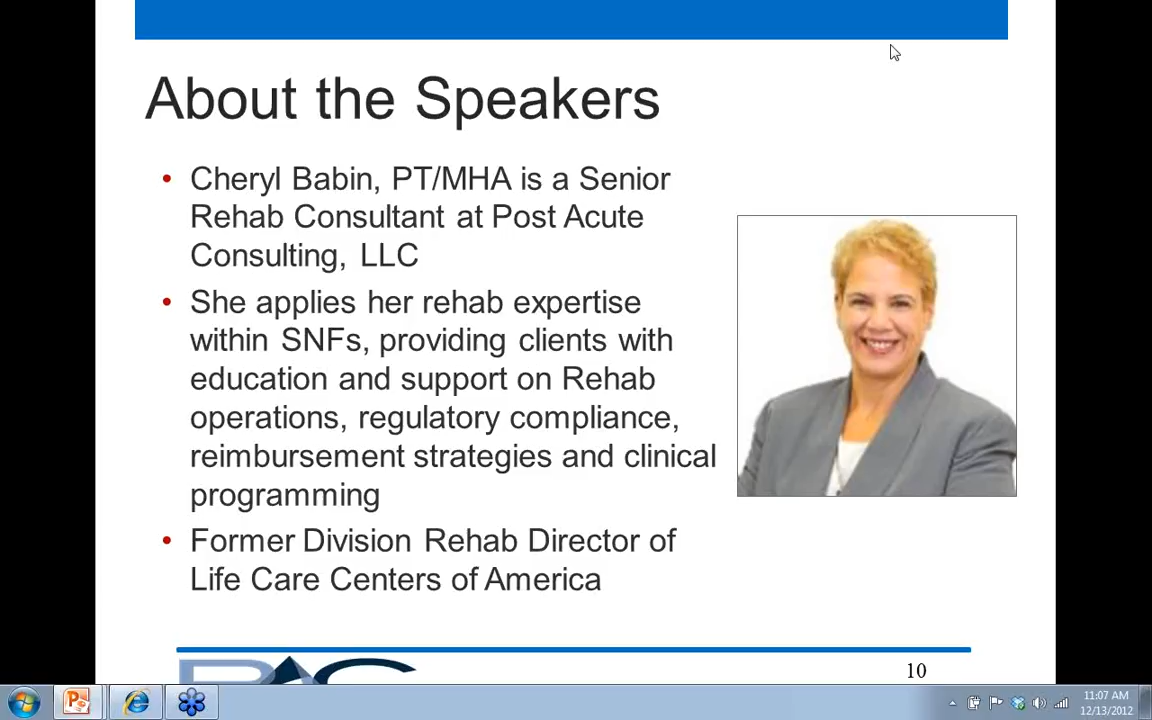 About the Speakers
• Cheryl Babin, PT/MHA is a Senior
Rehab Consultant at Post Acute
Consulting, LLC
• She applies her rehab expertise
within SNFs, providing clients with
education and support on Rehab
operations, regulatory compliance,
reimbursement strategies and clinical
programming
• Former Division Rehab Director of
Life Care Centers of America
PAC
10
11:07 AM
12/13/2012